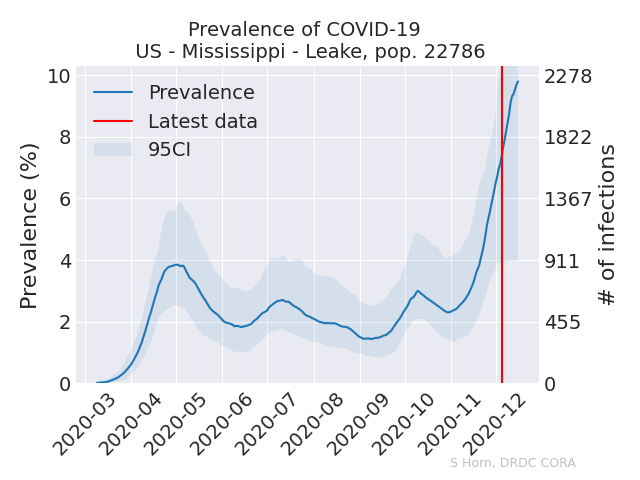 Prevalence of COVID-19
US - Mississippi - Leake, pop. 22786
Prevalence
Latest data
95CI
Prevalence (%)
10
8
6
4
2
0
2278
1822
1367
911
455
0
# of infections
2020-03
2020-04
2020-05
2020-06
2020-07
2020-08
2020-09
2020-10
2020-11
2020-12
S Horn, DRDC CORA